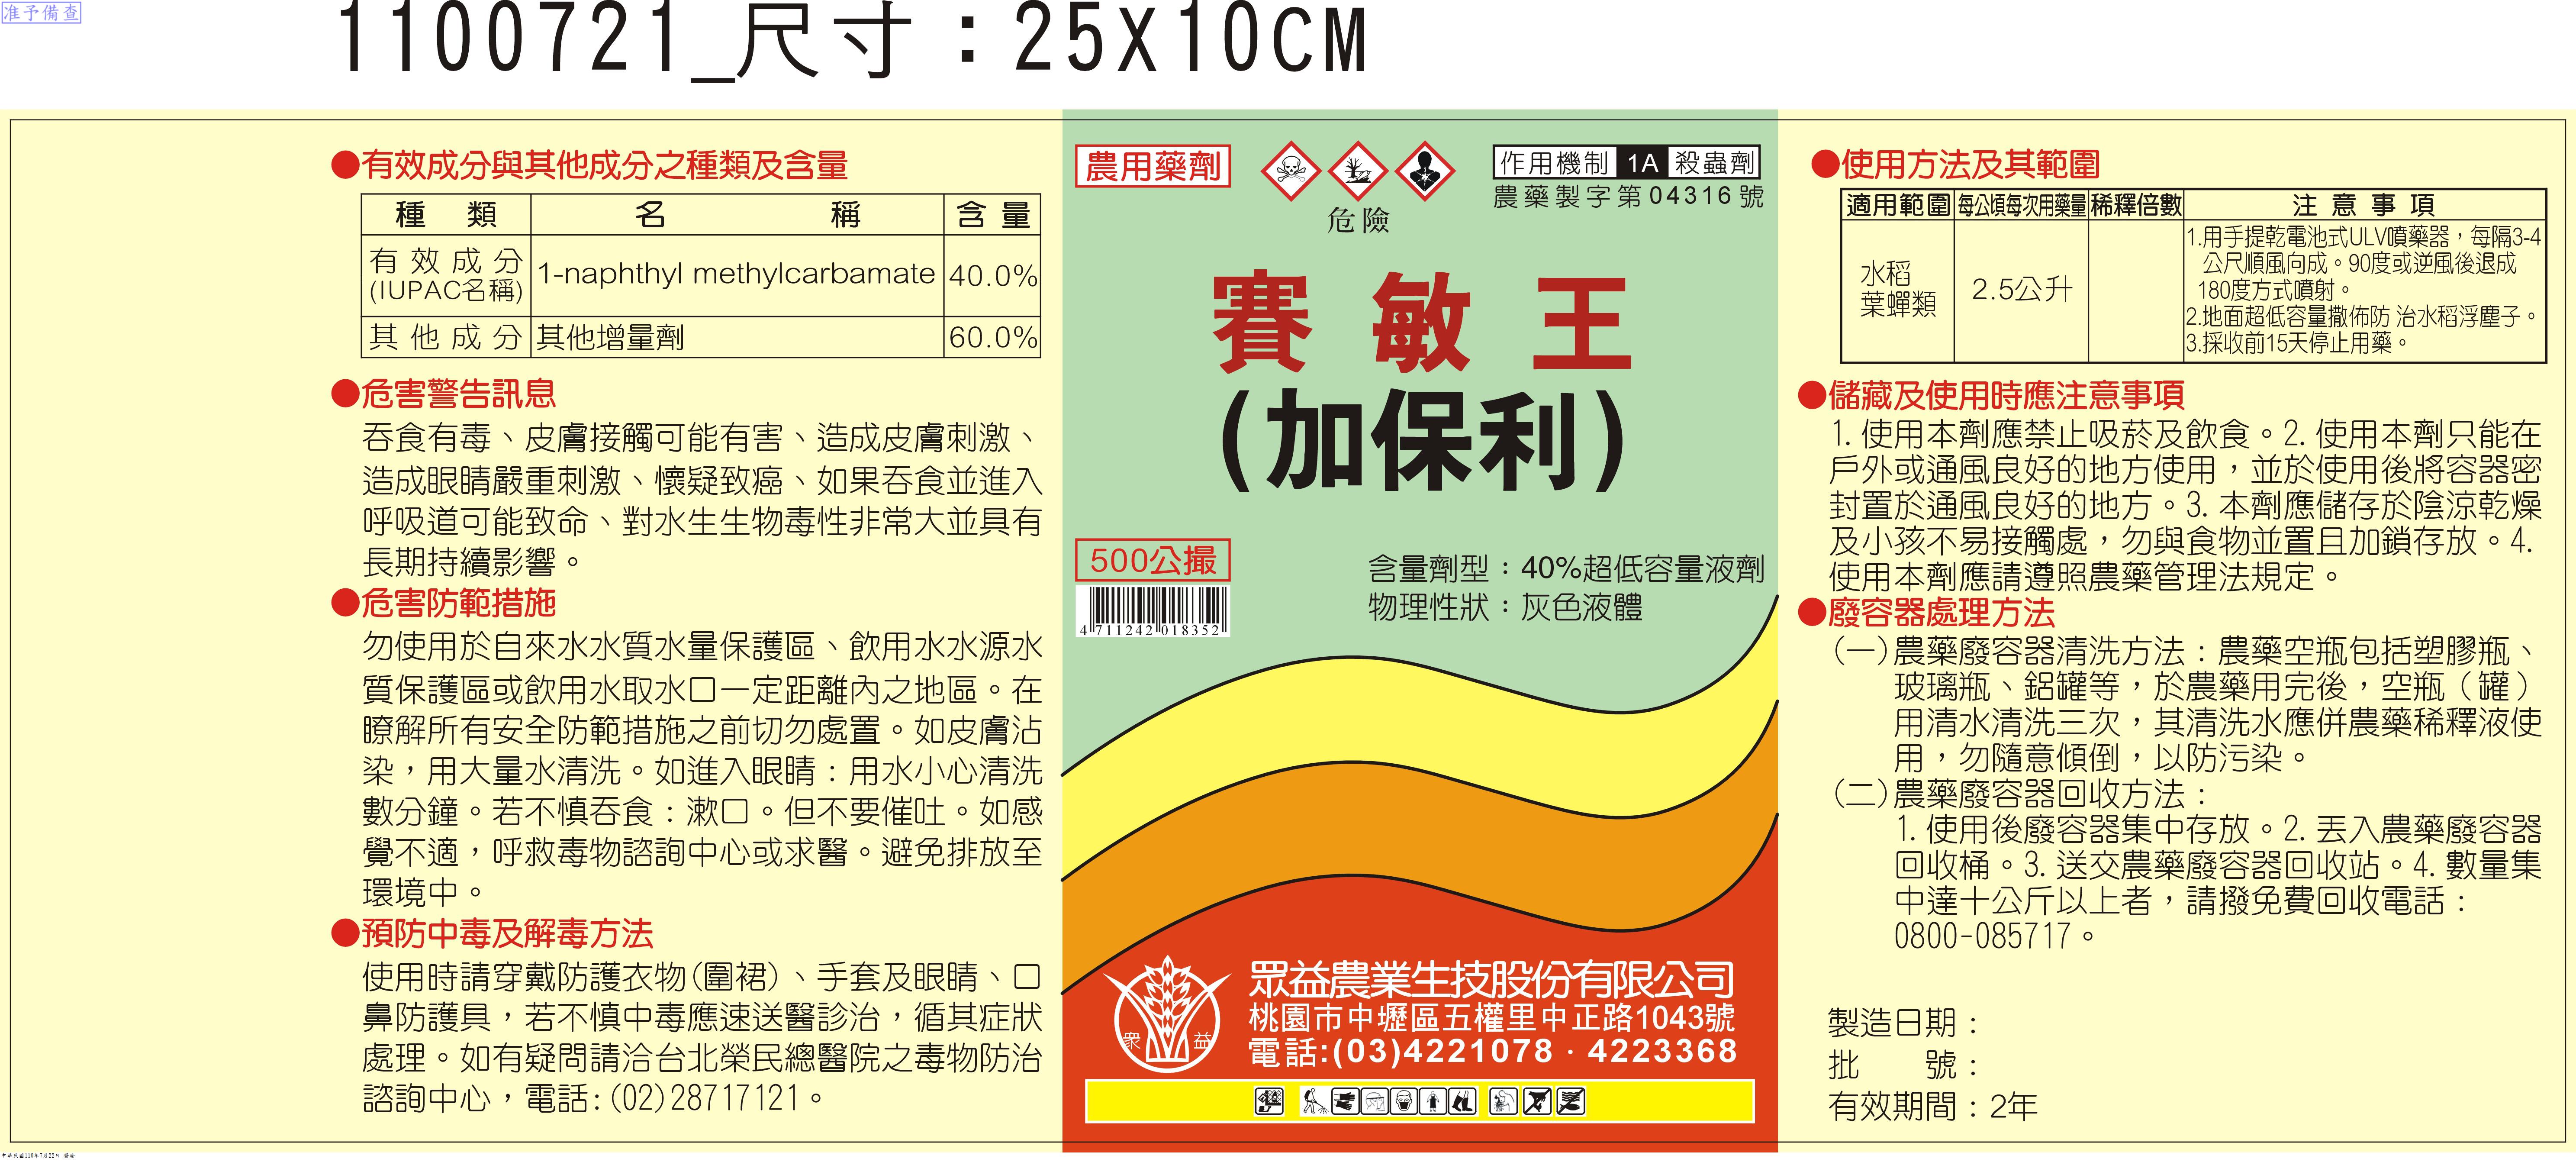 准予備查
1100721_尺寸：25X10CM
●有效成分與其他成分之種類及含量
種 類 名 稱 含量
有效成分 1-naphthyl methylcarbamate 40.0%
(IUPAC名稱)
其他成分 其他增量劑 60.0%
●危害警告訊息
吞食有毒、皮膚接觸可能有害、造成皮膚刺激、
造成眼睛嚴重刺激、懷疑致癌、如果吞食並進入
呼吸道可能致命、對水生生物毒性非常大並具有
長期持續影響。
●危害防範措施
勿使用於自來水水質水量保護區、飲用水水源水
質保護區或飲用水取水口一定距離內之地區。在
瞭解所有安全防範措施之前切勿處置。如皮膚沾
染，用大量水清洗。如進入眼睛：用水小心清洗
數分鐘。若不慎吞食：漱口。但不要催吐。如感
覺不適，呼救毒物諮詢中心或求醫。避免排放至
環境中。
●預防中毒及解毒方法
使用時請穿戴防護衣物(圍裙)、手套及眼睛、口
鼻防護具，若不慎中毒應速送醫診治，循其症狀
處理。如有疑問請洽台北榮民總醫院之毒物防治
諮詢中心，電話:(02)28717121。
農用藥劑
危險
作用機制 1A 殺蟲劑
農藥製字第04316號
賽敏王
(加保利)
500公撮
4 711242 018352
含量劑型：40%超低容量液劑
物理性狀：灰色液體
眾益
眾益農業生技股份有限公司
桃園市中壢區五權里中正路1043號
電話:(03)4221078．4223368
●使用方法及其範圍
適用範圍 每公頃每次用藥量 稀釋倍數 注意事項
水稻
葉蟬類 2.5公升
1.用手提乾電池式ULV噴藥器，每隔3-4
公尺順風向成。90度或逆風後退成
180度方式噴射。
2.地面超低容量撒佈防 治水稻浮塵子。
3.採收前15天停止用藥。
●儲藏及使用時應注意事項
1.使用本劑應禁止吸菸及飲食。2.使用本劑只能在
戶外或通風良好的地方使用，並於使用後將容器密
封置於通風良好的地方。3.本劑應儲存於陰涼乾燥
及小孩不易接觸處，勿與食物並置且加鎖存放。4.
使用本劑應請遵照農藥管理法規定。
●廢容器處理方法
(一)農藥廢容器清洗方法：農藥空瓶包括塑膠瓶、
玻璃瓶、鋁罐等，於農藥用完後，空瓶（罐）
用清水清洗三次，其清洗水應併農藥稀釋液使
用，勿隨意傾倒，以防污染。
(二)農藥廢容器回收方法：
1.使用後廢容器集中存放。2.丟入農藥廢容器
回收桶。3.送交農藥廢容器回收站。4.數量集
中達十公斤以上者，請撥免費回收電話：
0800-085717。
製造日期：
批 號：
有效期間：2年
中華民國110年7月22日